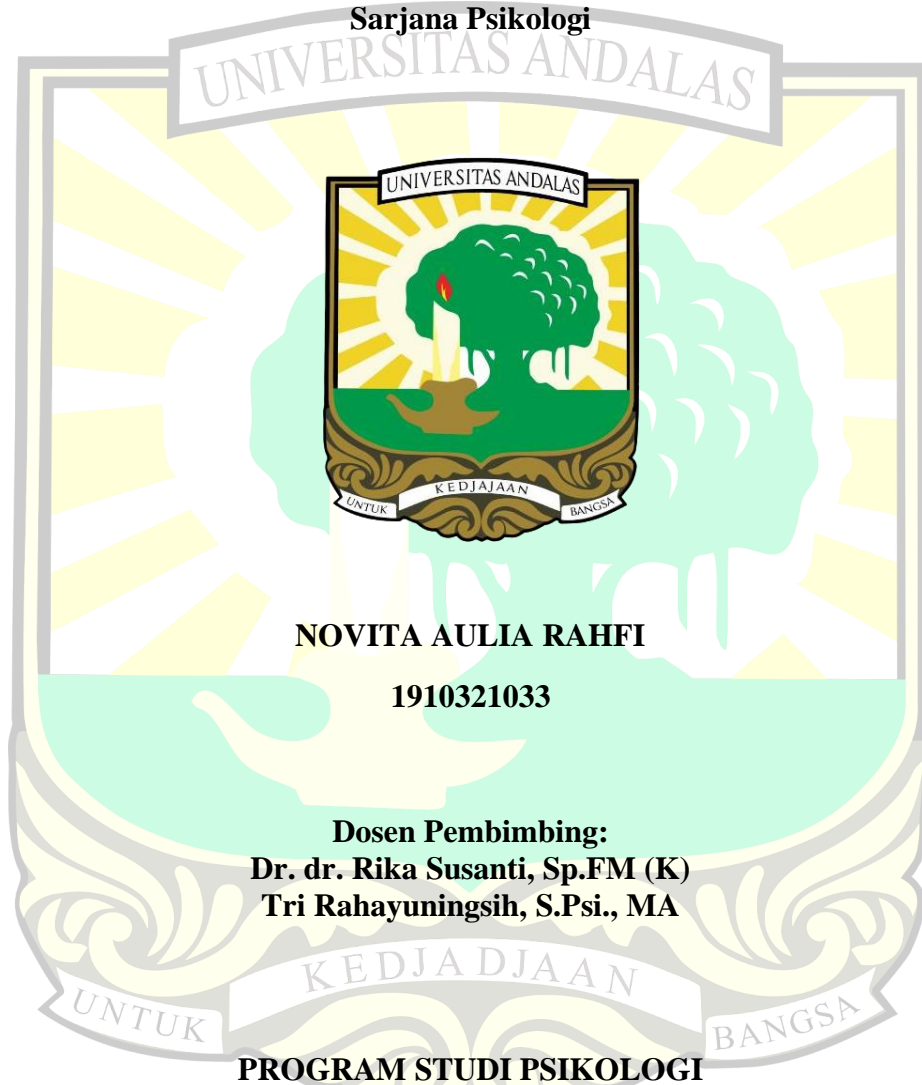 Sarjana Psikologi
UNIVERSITAS ANDALAS
UNIVERSITAS ANDALAS
UNTUK KEDJAJAAN BANGSA
NOVITA AULIA RAHFI
1910321033
Dosen Pembimbing:
Dr. dr. Rika Susanti, Sp.FM (K)
Tri Rahayuningsih, S.Psi., MA
UNTUK KEDJADJAAN BANGSA
PROGRAM STUDI PSIKOLOGI